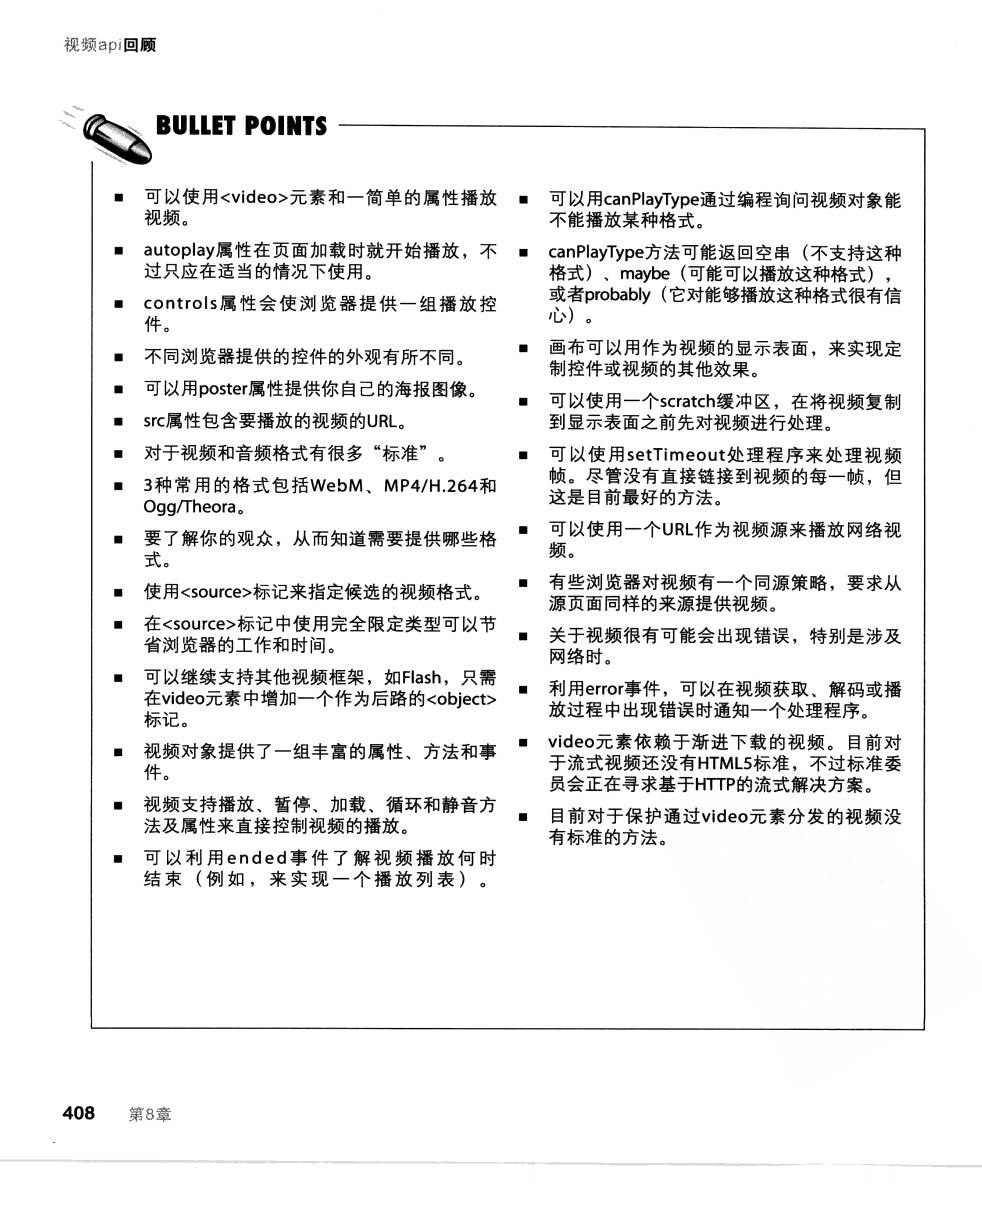 视频api回顾
BULLET POINTS
■ 可以使用<video>元素和一简单的属性播放
视频。
■ autoplay属性在页面加载时就开始播放，不
过只应在适当的情况下使用。
■ controls属性会使浏览器提供一组播放控
件。
■ 不同浏览器提供的控件的外观有所不同。
■ 可以用poster属性提供你自己的海报图像。
■ src属性包含要播放的视频的URL。
■ 对于视频和音频格式有很多“标准”。
■ 3种常用的格式包括WebM、MP4/H.264和
Ogg/Theora。
■ 要了解你的观众，从而知道需要提供哪些格
式。
■ 使用<source>标记来指定候选的视频格式。
■ 在<source>标记中使用完全限定类型可以节
省浏览器的工作和时间。
■ 可以继续支持其他视频框架，如Flash，只需
在video元素中增加一个作为后路的<object>
标记。
■ 视频对象提供了一组丰富的属性、方法和事
件。
■ 视频支持播放、暂停、加载、循环和静音方
法及属性来直接控制视频的播放。
■ 可以利用ended事件了解视频播放何时
结束（例如，来实现一个播放列表）。
■ 可以用canPlayType通过编程询问视频对象能
不能播放某种格式。
■ canPlayType方法可能返回空串（不支持这种
格式）、maybe（可能可以播放这种格式），
或者probably（它对能够播放这种格式很有信
心）。
■ 画布可以用作为视频的显示表面，来实现定
制控件或视频的其他效果。
■ 可以使用一个scratch缓冲区，在将视频复制
到显示表面之前先对视频进行处理。
■ 可以使用setTimeout处理程序来处理视频
帧。尽管没有直接链接到视频的每一帧，但
这是目前最好的方法。
■ 可以使用一个URL作为视频源来播放网络视
频。
■ 有些浏览器对视频有一个同源策略，要求从
源页面同样的来源提供视频。
■ 关于视频很有可能会出现错误，特别是涉及
网络时。
■ 利用error事件，可以在视频获取、解码或播
放过程中出现错误时通知一个处理程序。
■ video元素依赖于渐进下载的视频。目前对
于流式视频还没有HTML5标准，不过标准委
员会正在寻求基于HTTP的流式解决方案。
■ 目前对于保护通过video元素分发的视频没
有标准的方法。
408 第8章